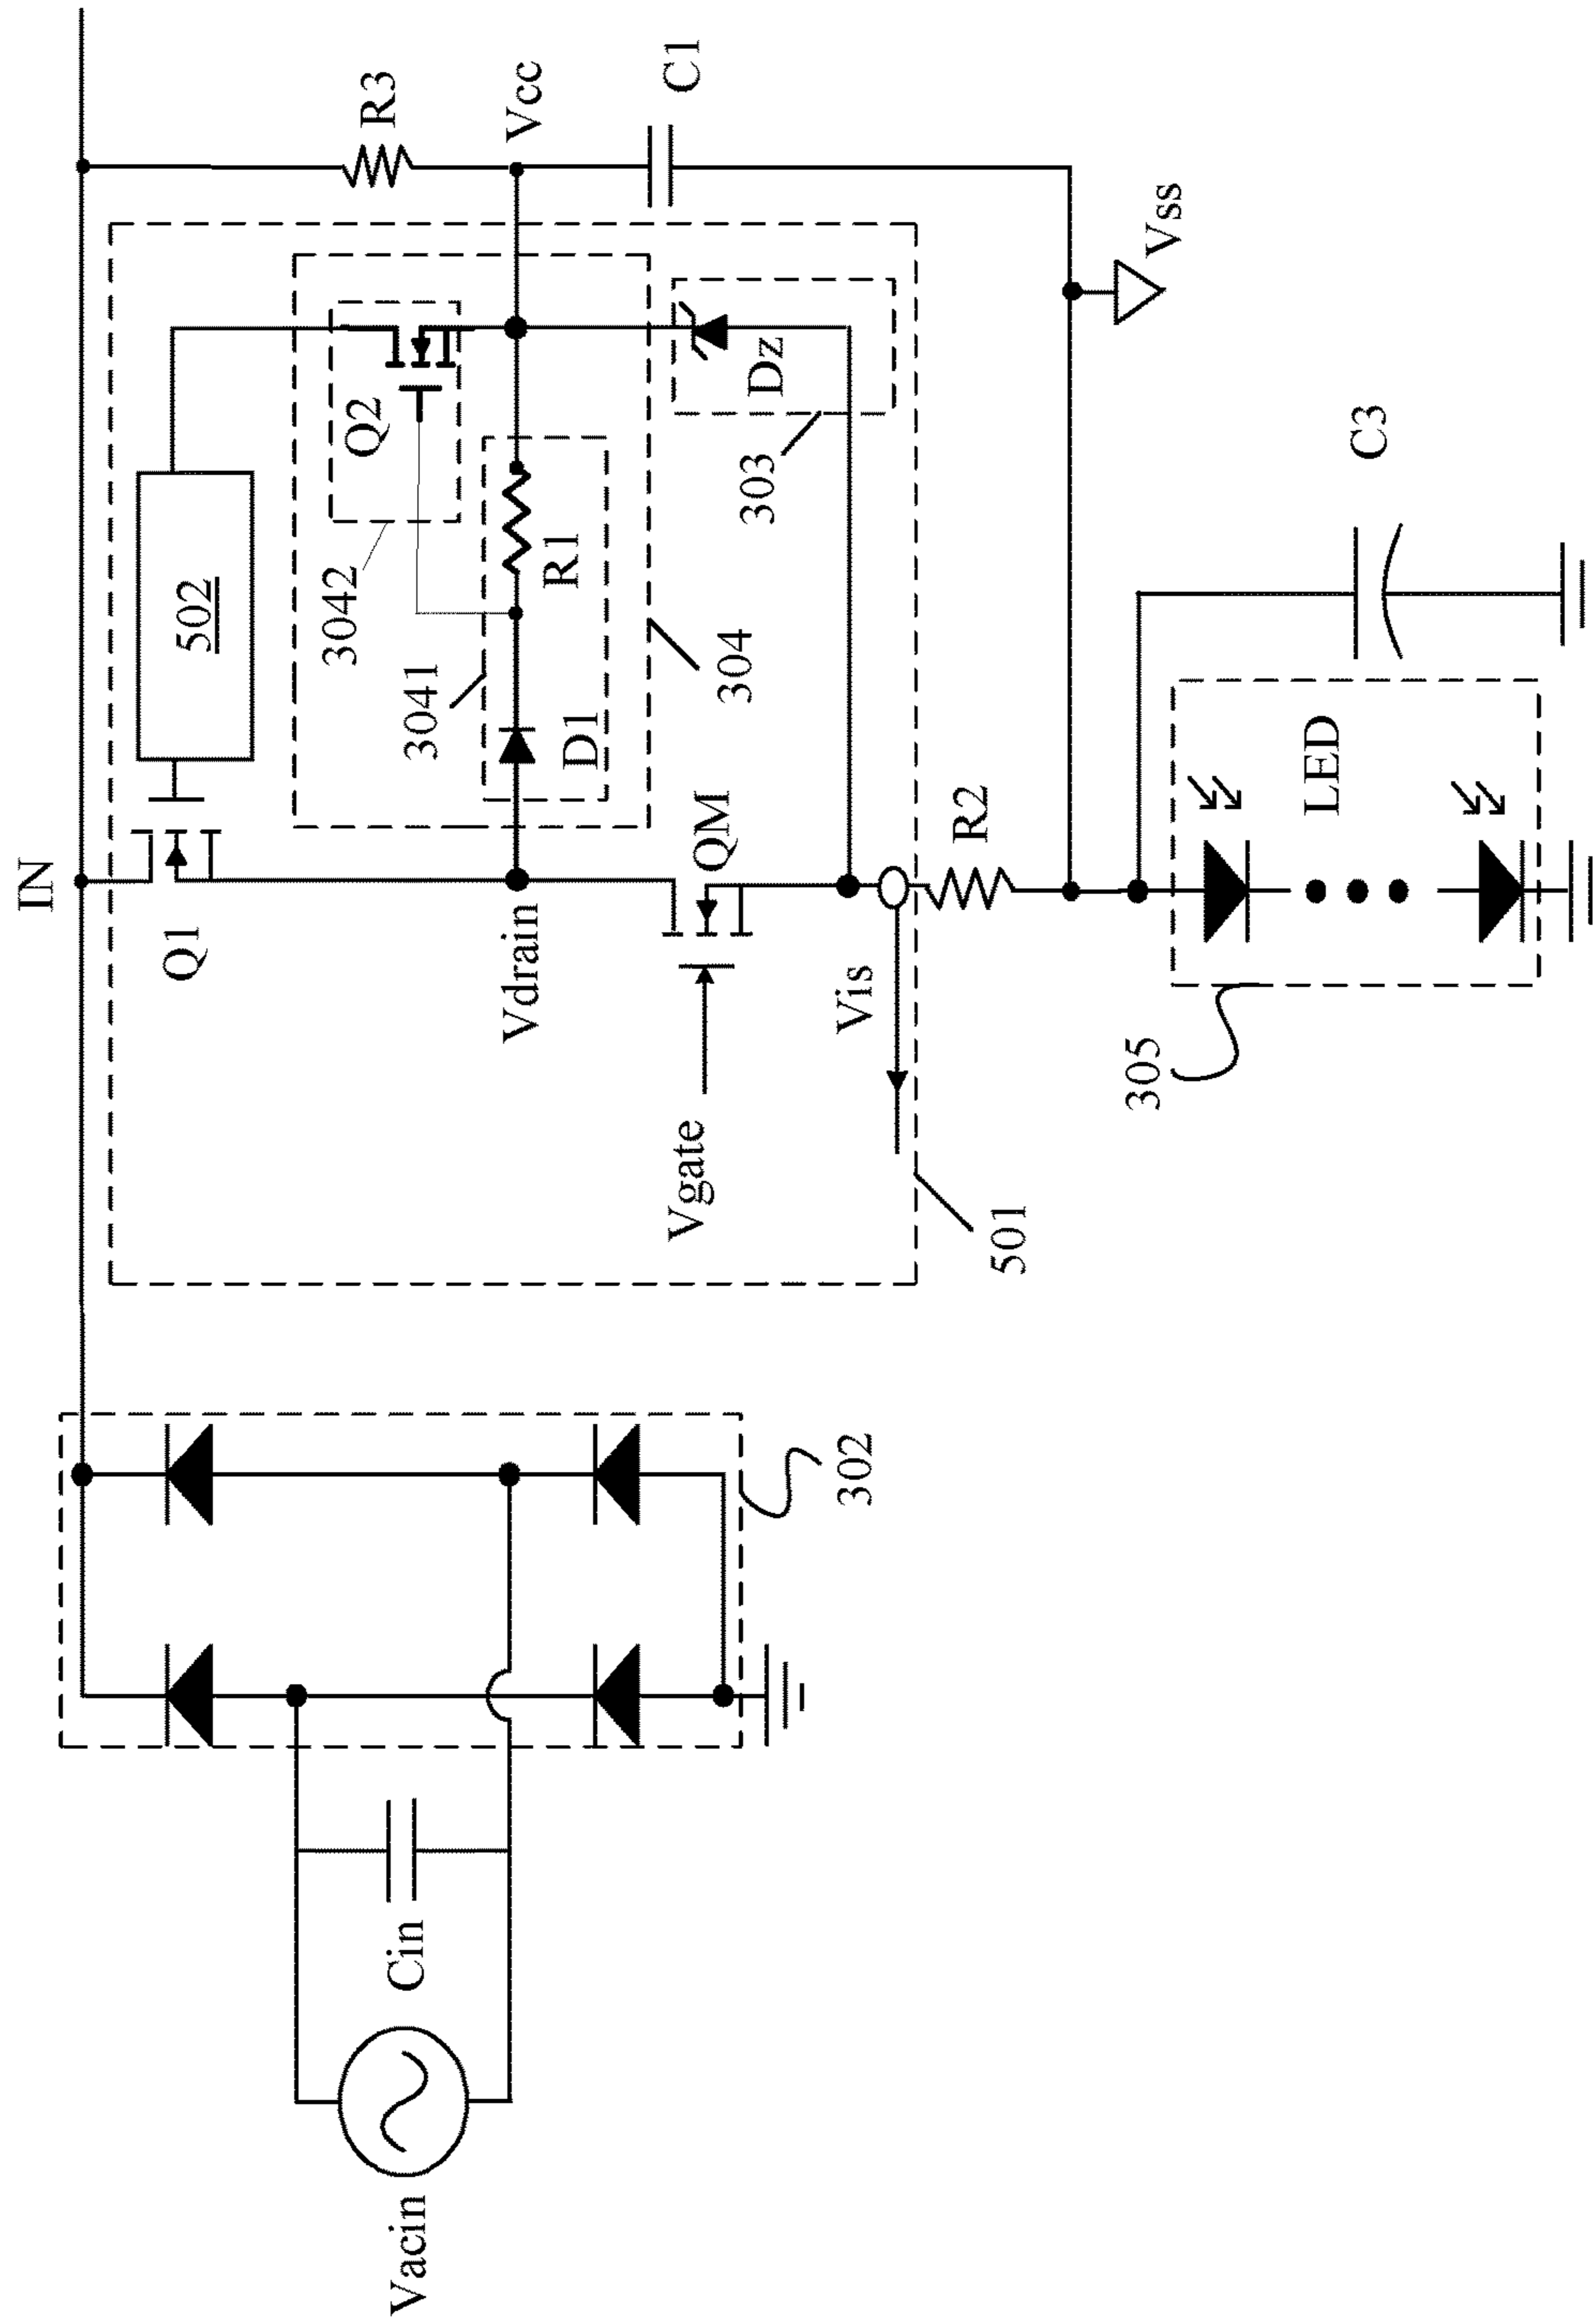 IN
Q1
502
Q2
3042
3041
R1
D1
304
R3
Vcc
C1
Vdrain
QM
Vgate
Dz
303
Vis
R2
501
Vss
C3
LED
305
302
Cin
Vacin